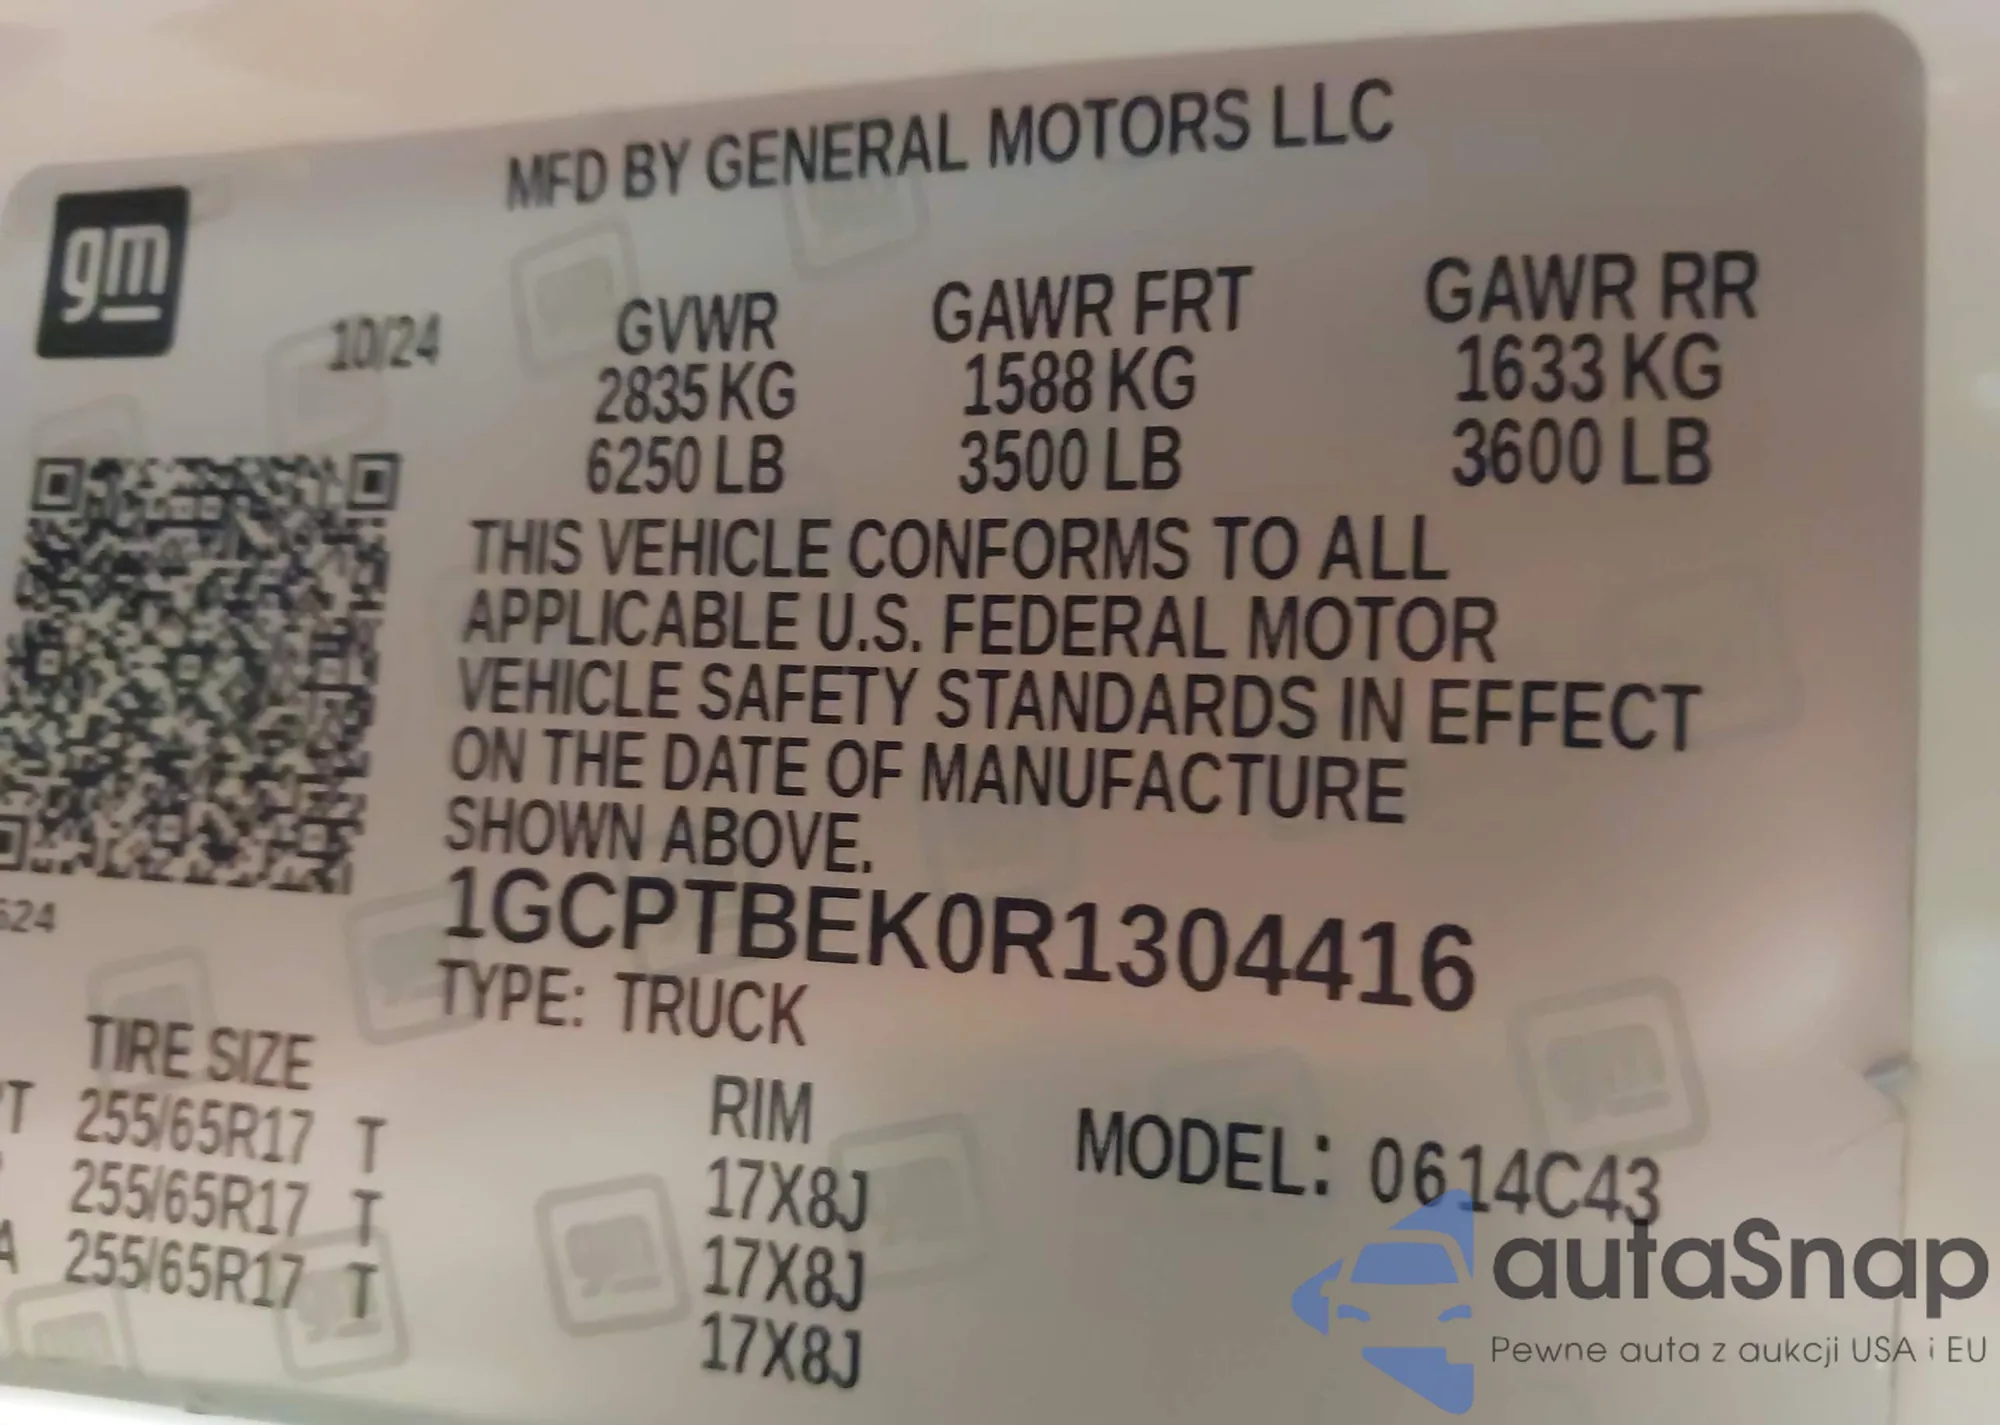 MFD BY GENERAL MOTORS LLC
gm
10/24
GVWR GAWR FRT GAWR RR
2835 KG 1588 KG 1633 KG
6250 LB 3500 LB 3600 LB
THIS VEHICLE CONFORMS TO ALL
APPLICABLE U.S. FEDERAL MOTOR
VEHICLE SAFETY STANDARDS IN EFFECT
ON THE DATE OF MANUFACTURE
SHOWN ABOVE.
1GCPTBEK0R1304416
TYPE: TRUCK
TIRE SIZE RIM
255/65R17 T 17X8J
255/65R17 T 17X8J
255/65R17 T 17X8J
MODEL: 0614C43
autaSnap
Pewne auta z aukcji USA i EU